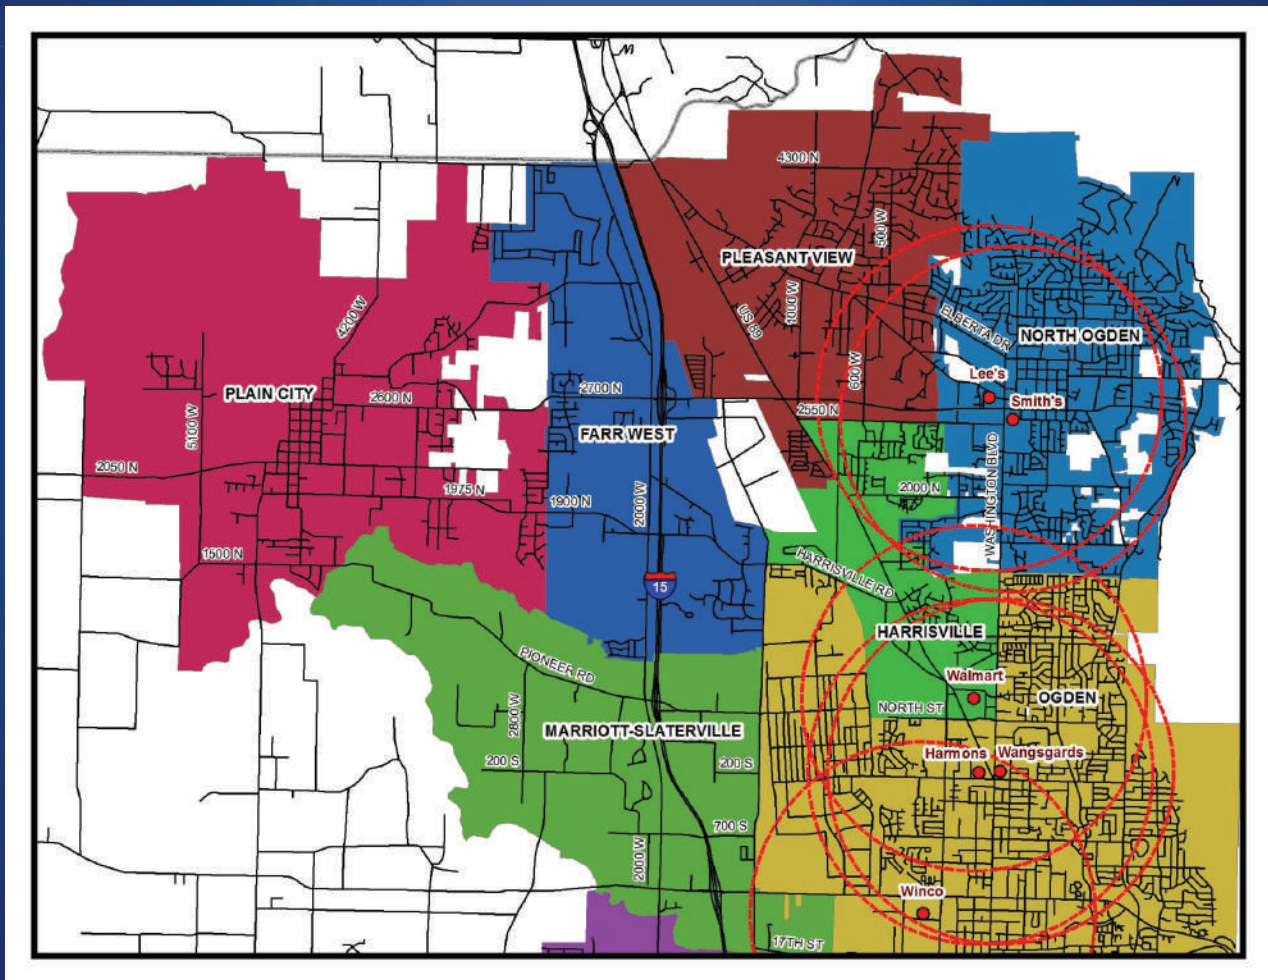 4300 N
500 W
PLEASANT VIEW
4200 W
1000 W
US 89
ELBERTA DR
NORTH OGDEN
600 W
Lee's
PLAIN CITY
2600 N
2700 N
Smith's
5100 W
2550 N
FARR WEST
2050 N
WASHINGTON BLVD
1975 N
2000 N
1900 N
2000 W
1500 N
HARRISVILLE RD
15
HARRISVILLE
PIONEER RD
Walmart
OGDEN
2800 W
NORTH ST
MARRIOTT-SLATERVILLE
200 S
200 S
Harmons
Wangsgards
700 S
2000 W
Winco
17TH ST